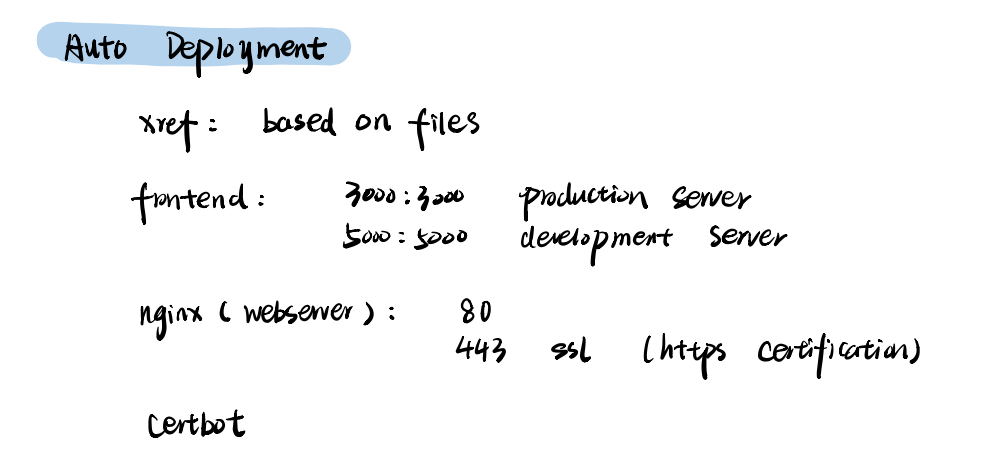 Auto Deployment
xref: based on files
frontend: 3000:3000 production server
5000:5000 development server
nginx (webserver): 80
443 ssl (https certification)
Certbot